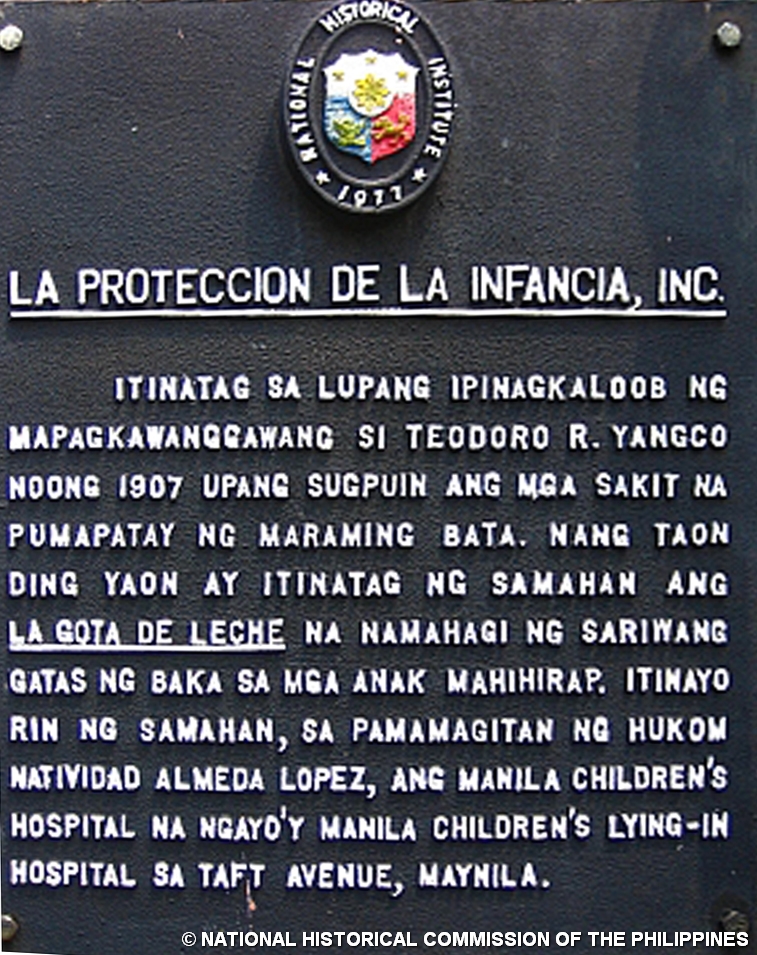 NATIONAL HISTORICAL INSTITUTE
1977
LA PROTECCION DE LA INFANCIA, INC.
ITINATAG SA LUPANG IPINAGKALOOB NG
MAPAGKAWANGGAWANG SI TEODORO R. YANGCO
NOONG 1907 UPANG SUGPUIN ANG MGA SAKIT NA
PUMAPATAY NG MARAMING BATA. NANG TAON
DING YAON AY ITINATAG NG SAMAHAN ANG
LA GOTA DE LECHE NA NAMAHAGI NG SARIWANG
GATAS NG BAKA SA MGA ANAK MAHIHIRAP. ITINAYO
RIN NG SAMAHAN, SA PAMAMAGITAN NG HUKOM
NATIVIDAD ALMEDA LOPEZ, ANG MANILA CHILDREN'S
HOSPITAL NA NGAYO'Y MANILA CHILDREN'S LYING-IN
HOSPITAL SA TAFT AVENUE, MAYNILA.
© NATIONAL HISTORICAL COMMISSION OF THE PHILIPPINES